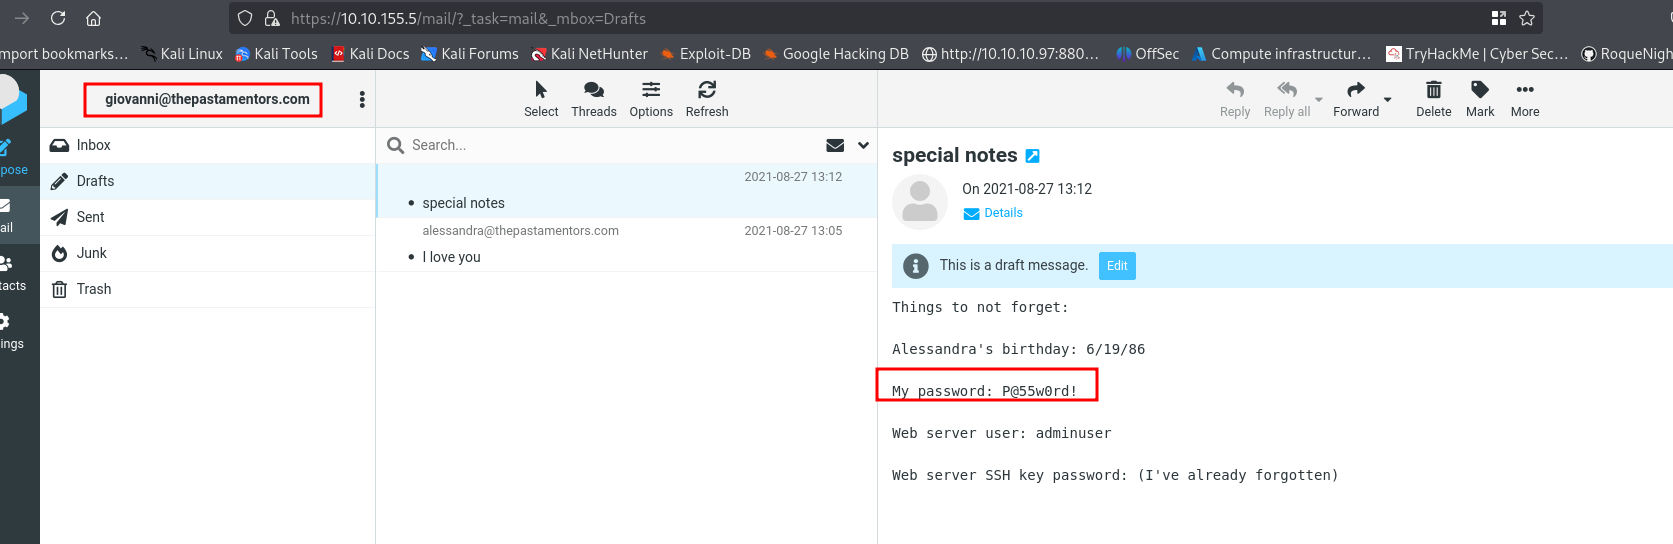 https://10.10.155.5/mail/?_task=mail&_mbox=Drafts
mport bookmarks... Kali Linux Kali Tools Kali Docs Kali Forums Kali NetHunter Exploit-DB Google Hacking DB http://10.10.10.97:880... OffSec Compute infrastructur... TryHackMe | Cyber Sec... RoqueNigh
giovanni@thepastamentors.com
Select Threads Options Refresh
Reply Reply all Forward Delete Mark More
pose
ail
tacts
ngs
Inbox
Drafts
Sent
Junk
Trash
Search...
2021-08-27 13:12
special notes
alessandra@thepastamentors.com 2021-08-27 13:05
I love you
special notes
On 2021-08-27 13:12
Details
This is a draft message. Edit
Things to not forget:
Alessandra's birthday: 6/19/86
My password: P@55w0rd!
Web server user: adminuser
Web server SSH key password: (I've already forgotten)